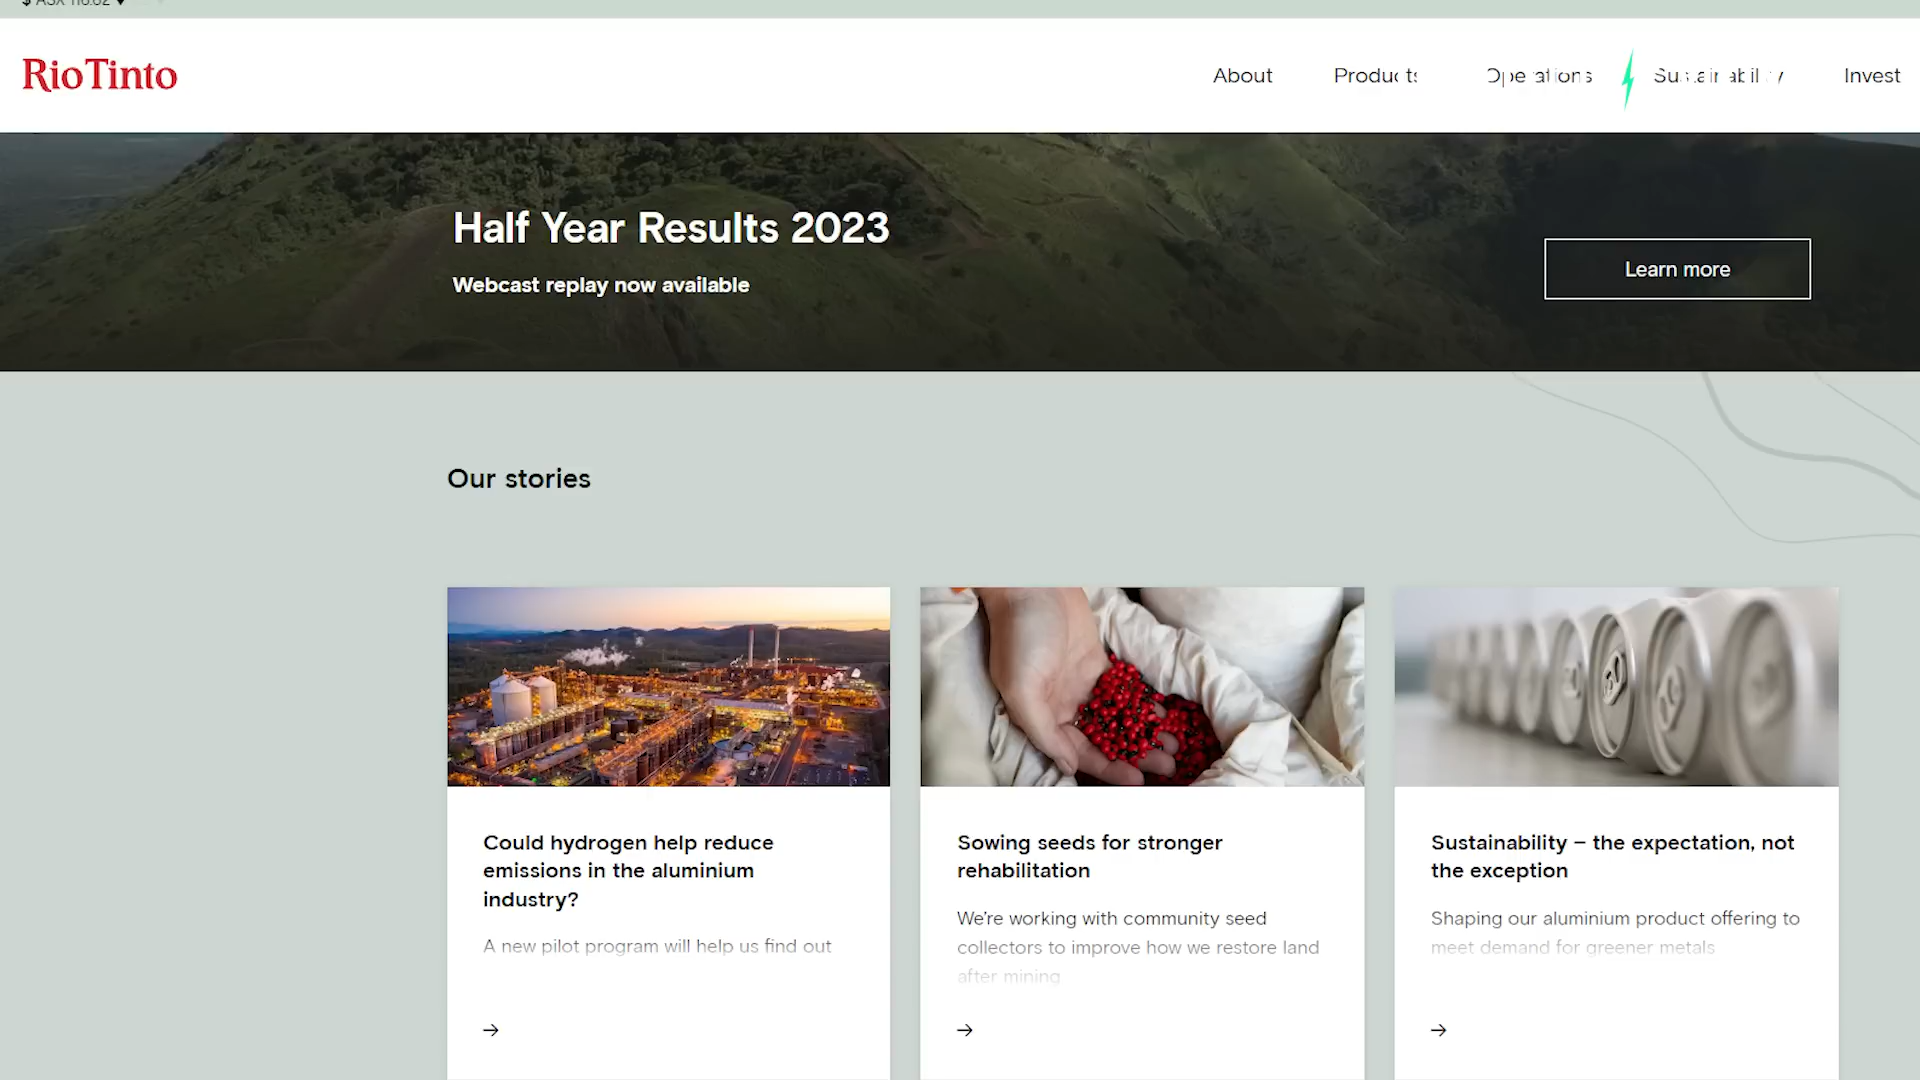 RioTinto
About
Products
Operations
Sustainability
Invest
Half Year Results 2023
Webcast replay now available
Learn more
Our stories
Could hydrogen help reduce
emissions in the aluminium
industry?
A new pilot program will help us find out
Sowing seeds for stronger
rehabilitation
We're working with community seed
collectors to improve how we restore land
after mining
Sustainability – the expectation, not
the exception
Shaping our aluminium product offering to
meet demand for greener metals